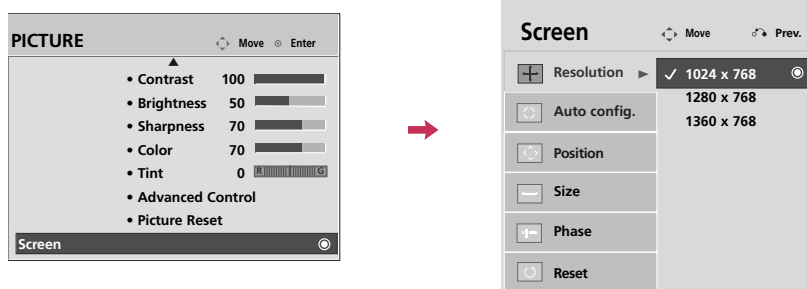 PICTURE Move Enter
• Contrast 100
• Brightness 50
• Sharpness 70
• Color 70
• Tint 0 R G
• Advanced Control
• Picture Reset
Screen
Screen Move Prev.
Resolution ► ✓ 1024 x 768
1280 x 768
1360 x 768
Auto config.
Position
Size
Phase
Reset